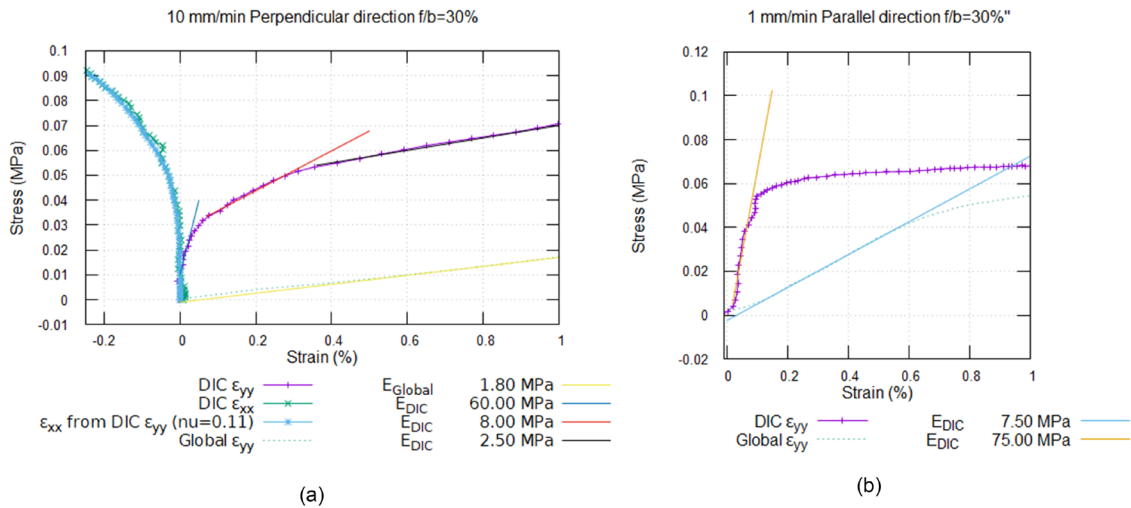 10 mm/min Perpendicular direction f/b=30%
0.1
0.09
0.08
0.07
0.06
0.05
0.04
0.03
0.02
0.01
0
-0.01
Stress (MPa)
-0.2 0 0.2 0.4 0.6 0.8 1
Strain (%)
DIC εyy EGlobal 1.80 MPa
DIC εxx EDIC 60.00 MPa
εxx from DIC εyy (nu=0.11) EDIC 8.00 MPa
Global εyy EDIC 2.50 MPa
(a)
1 mm/min Parallel direction f/b=30%"
0.12
0.1
0.08
0.06
0.04
0.02
0
-0.02
Stress (MPa)
0 0.2 0.4 0.6 0.8 1
Strain (%)
DIC εyy EDIC 7.50 MPa
Global εyy EDIC 75.00 MPa
(b)